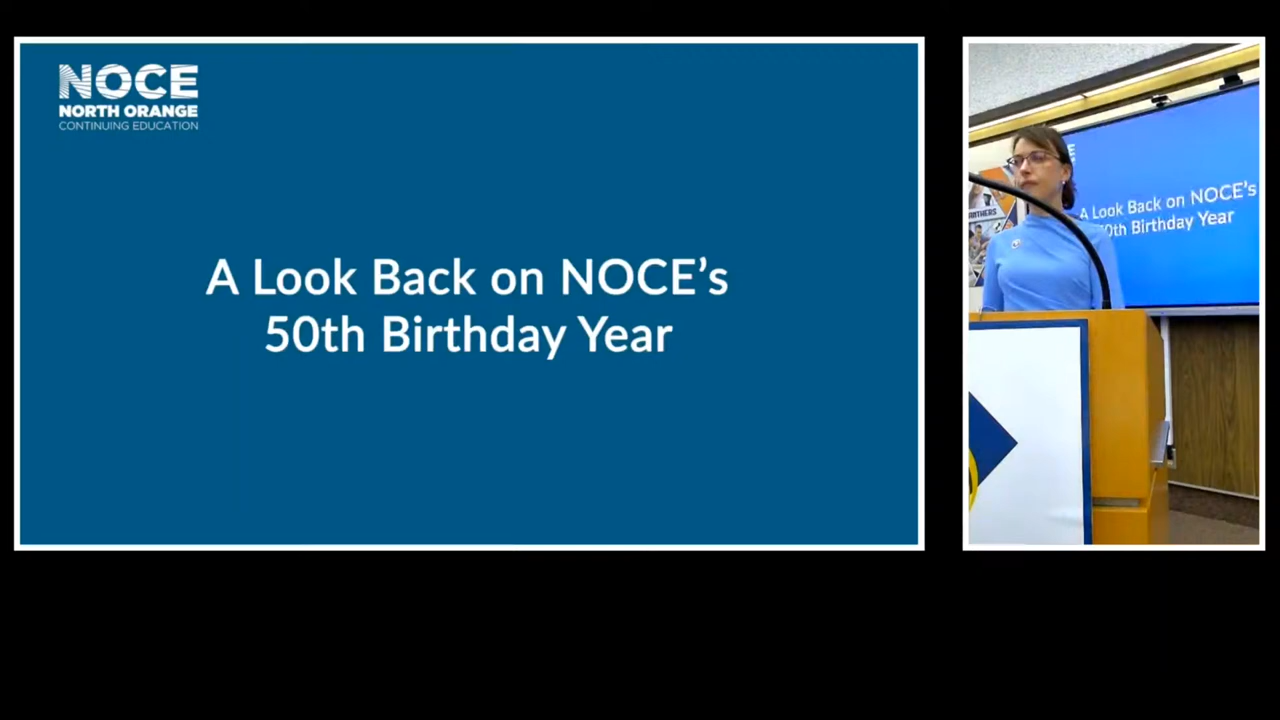 NOCE
NORTH ORANGE
CONTINUING EDUCATION
A Look Back on NOCE’s
50th Birthday Year
A Look Back on NOCE's
50th Birthday Year